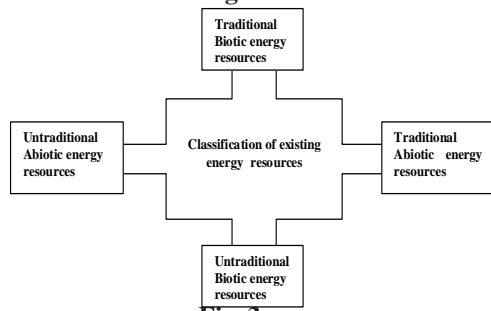 Traditional
Biotic energy
resources
Untraditional
Abiotic energy
resources
Classification of existing
energy resources
Traditional
Abiotic energy
resources
Untraditional
Biotic energy
resources